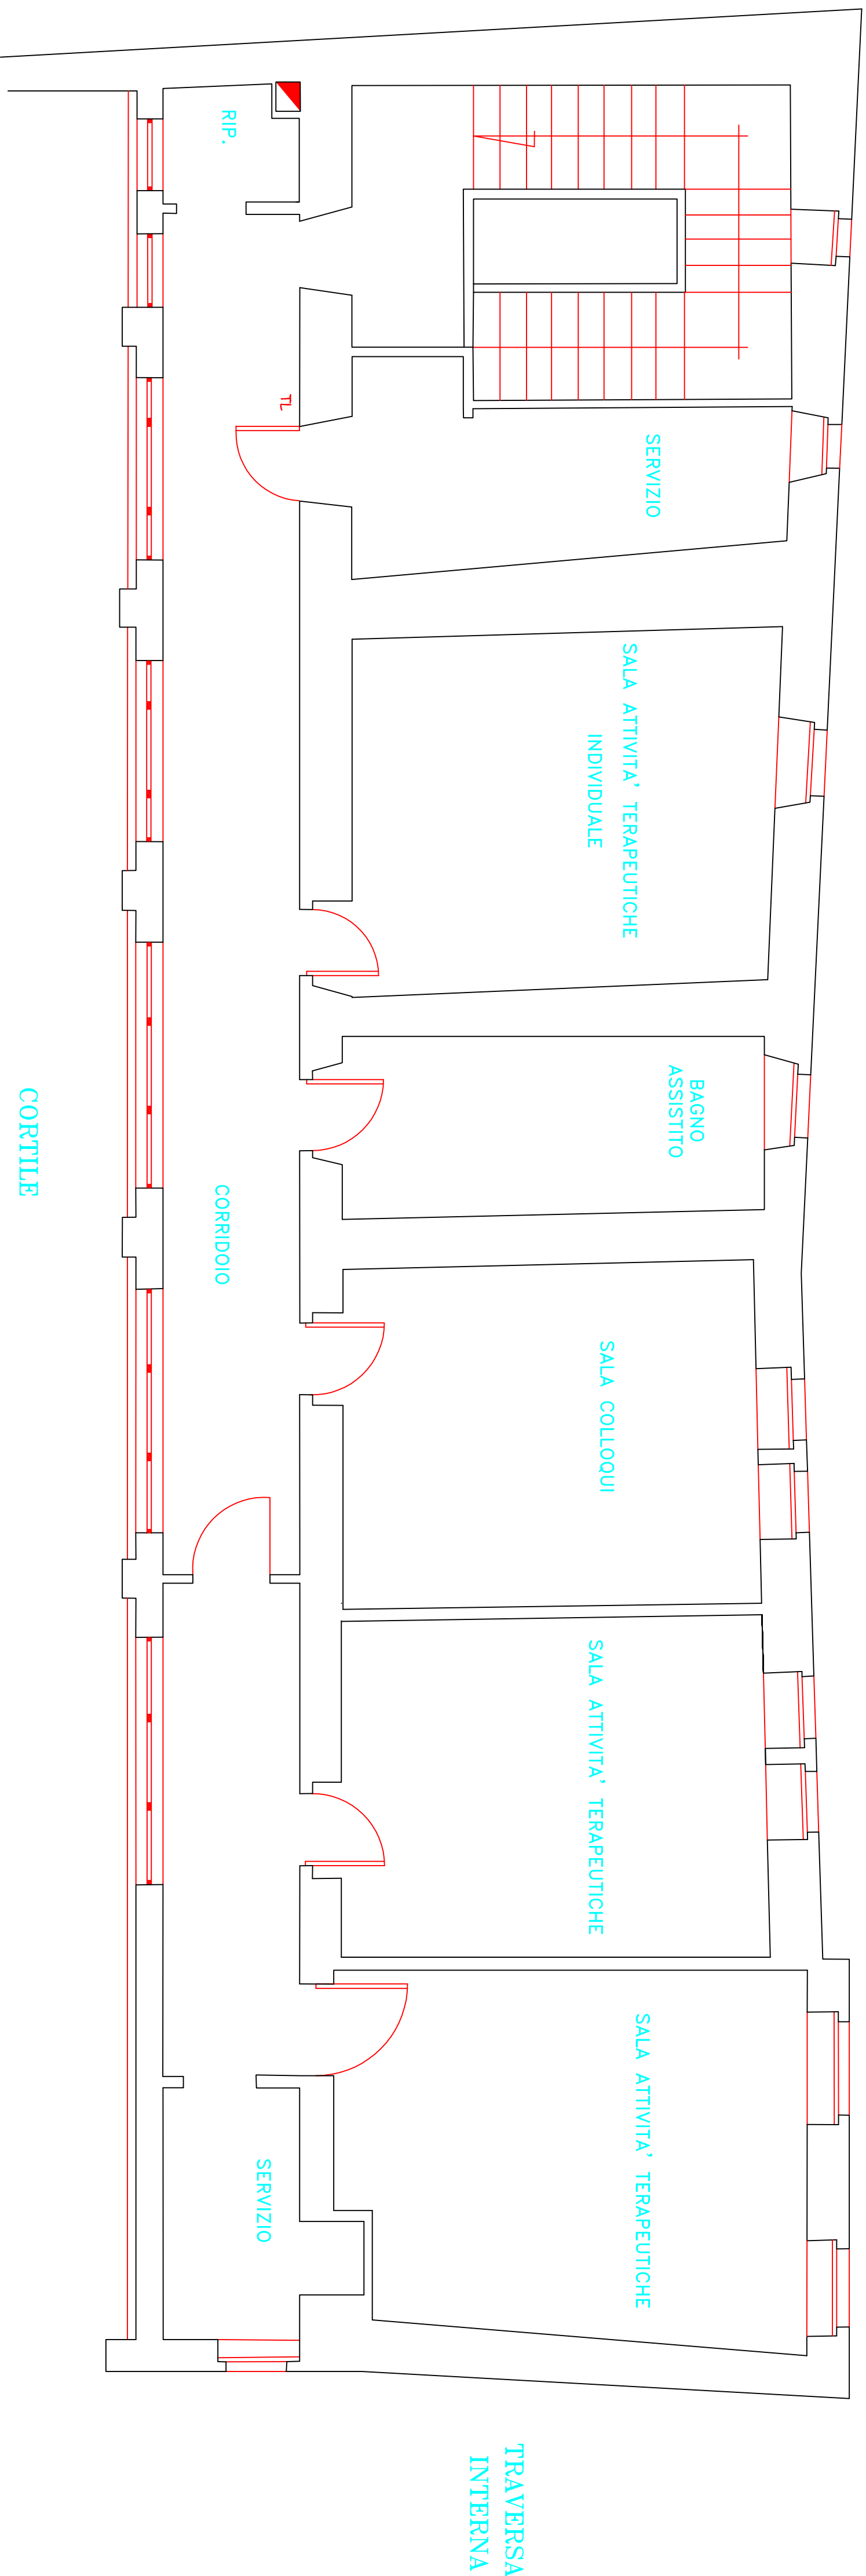 RIP.
TL
SERVIZIO
SALA ATTIVITA' TERAPEUTICHE
INDIVIDUALE
BAGNO
ASSISTITO
CORTILE
CORRIDOIO
SALA COLLOQUI
SALA ATTIVITA' TERAPEUTICHE
SALA ATTIVITA' TERAPEUTICHE
SERVIZIO
TRAVERSA
INTERNA